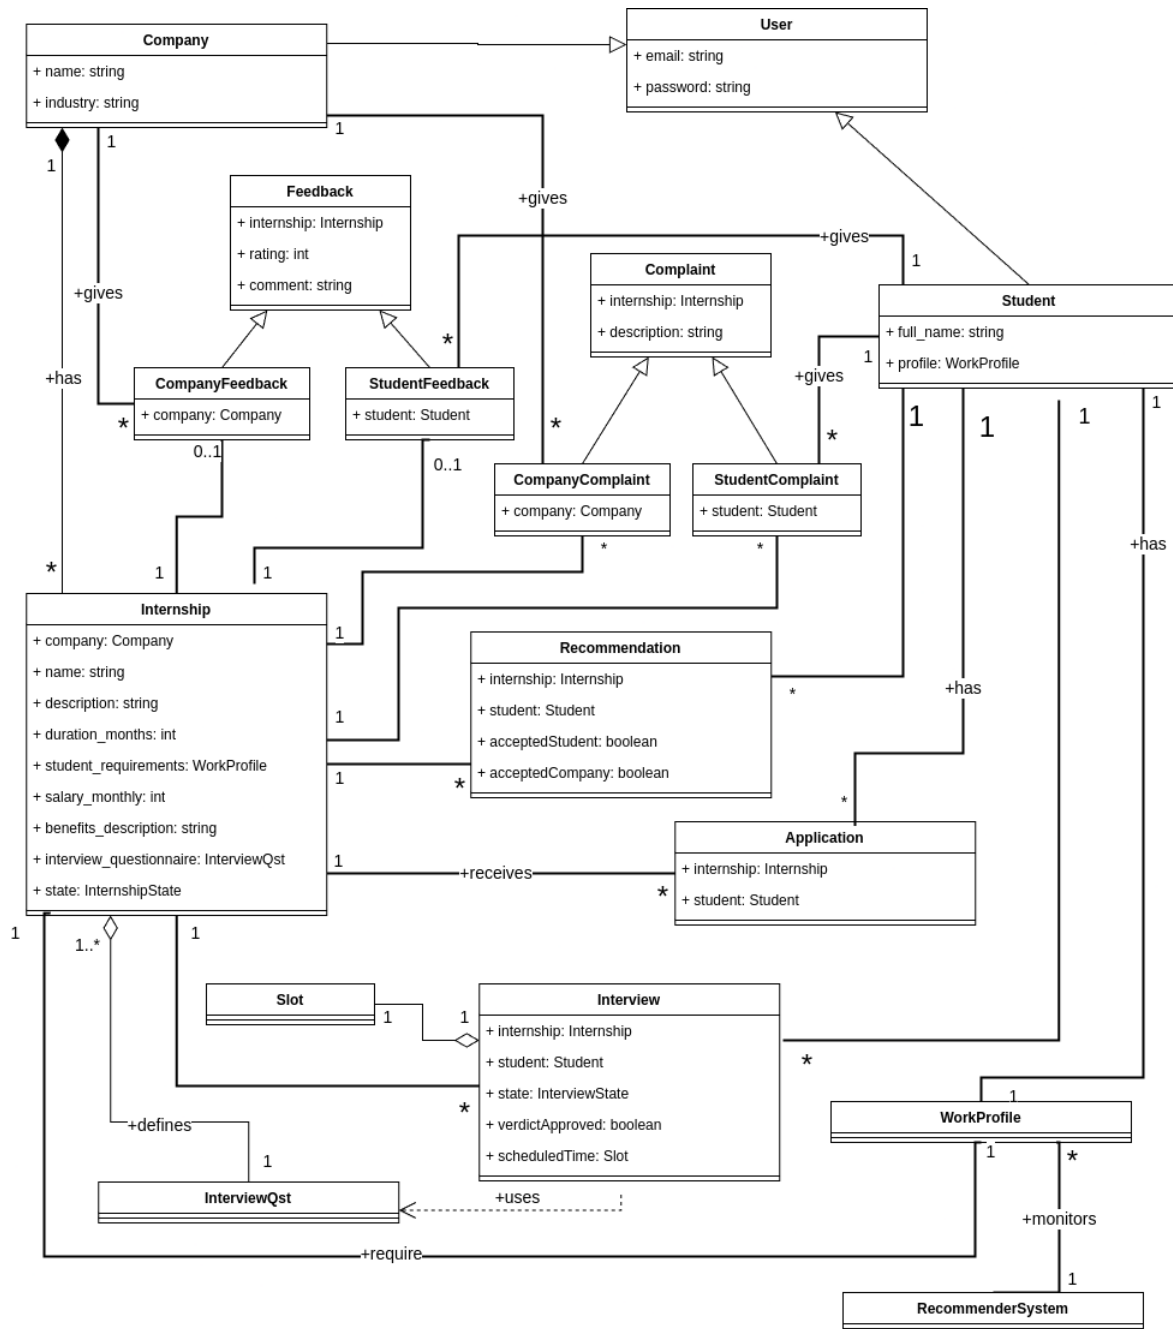 Company
+ name: string
+ industry: string
User
+ email: string
+ password: string
1
1
1
+gives
Feedback
+ internship: Internship
+ rating: int
+ comment: string
+gives
1
Complaint
+ internship: Internship
+ description: string
Student
+ full_name: string
+ profile: WorkProfile
+gives
*
1
+gives
+has
CompanyFeedback
+ company: Company
*
StudentFeedback
+ student: Student
1
1
1
1
*
*
0..1
0..1
CompanyComplaint
+ company: Company
StudentComplaint
+ student: Student
*
*
+has
*
1
1
Internship
+ company: Company
+ name: string
+ description: string
+ duration_months: int
+ student_requirements: WorkProfile
+ salary_monthly: int
+ benefits_description: string
+ interview_questionnaire: InterviewQst
+ state: InternshipState
1
1
1
*
Recommendation
+ internship: Internship
+ student: Student
+ acceptedStudent: boolean
+ acceptedCompany: boolean
*
+has
*
Application
+ internship: Internship
+ student: Student
1
+receives
*
1
1..*
1
Slot
1
1
Interview
+ internship: Internship
+ student: Student
+ state: InterviewState
+ verdictApproved: boolean
+ scheduledTime: Slot
*
*
1
WorkProfile
1
*
+defines
1
InterviewQst
+uses
+monitors
+require
1
RecommenderSystem